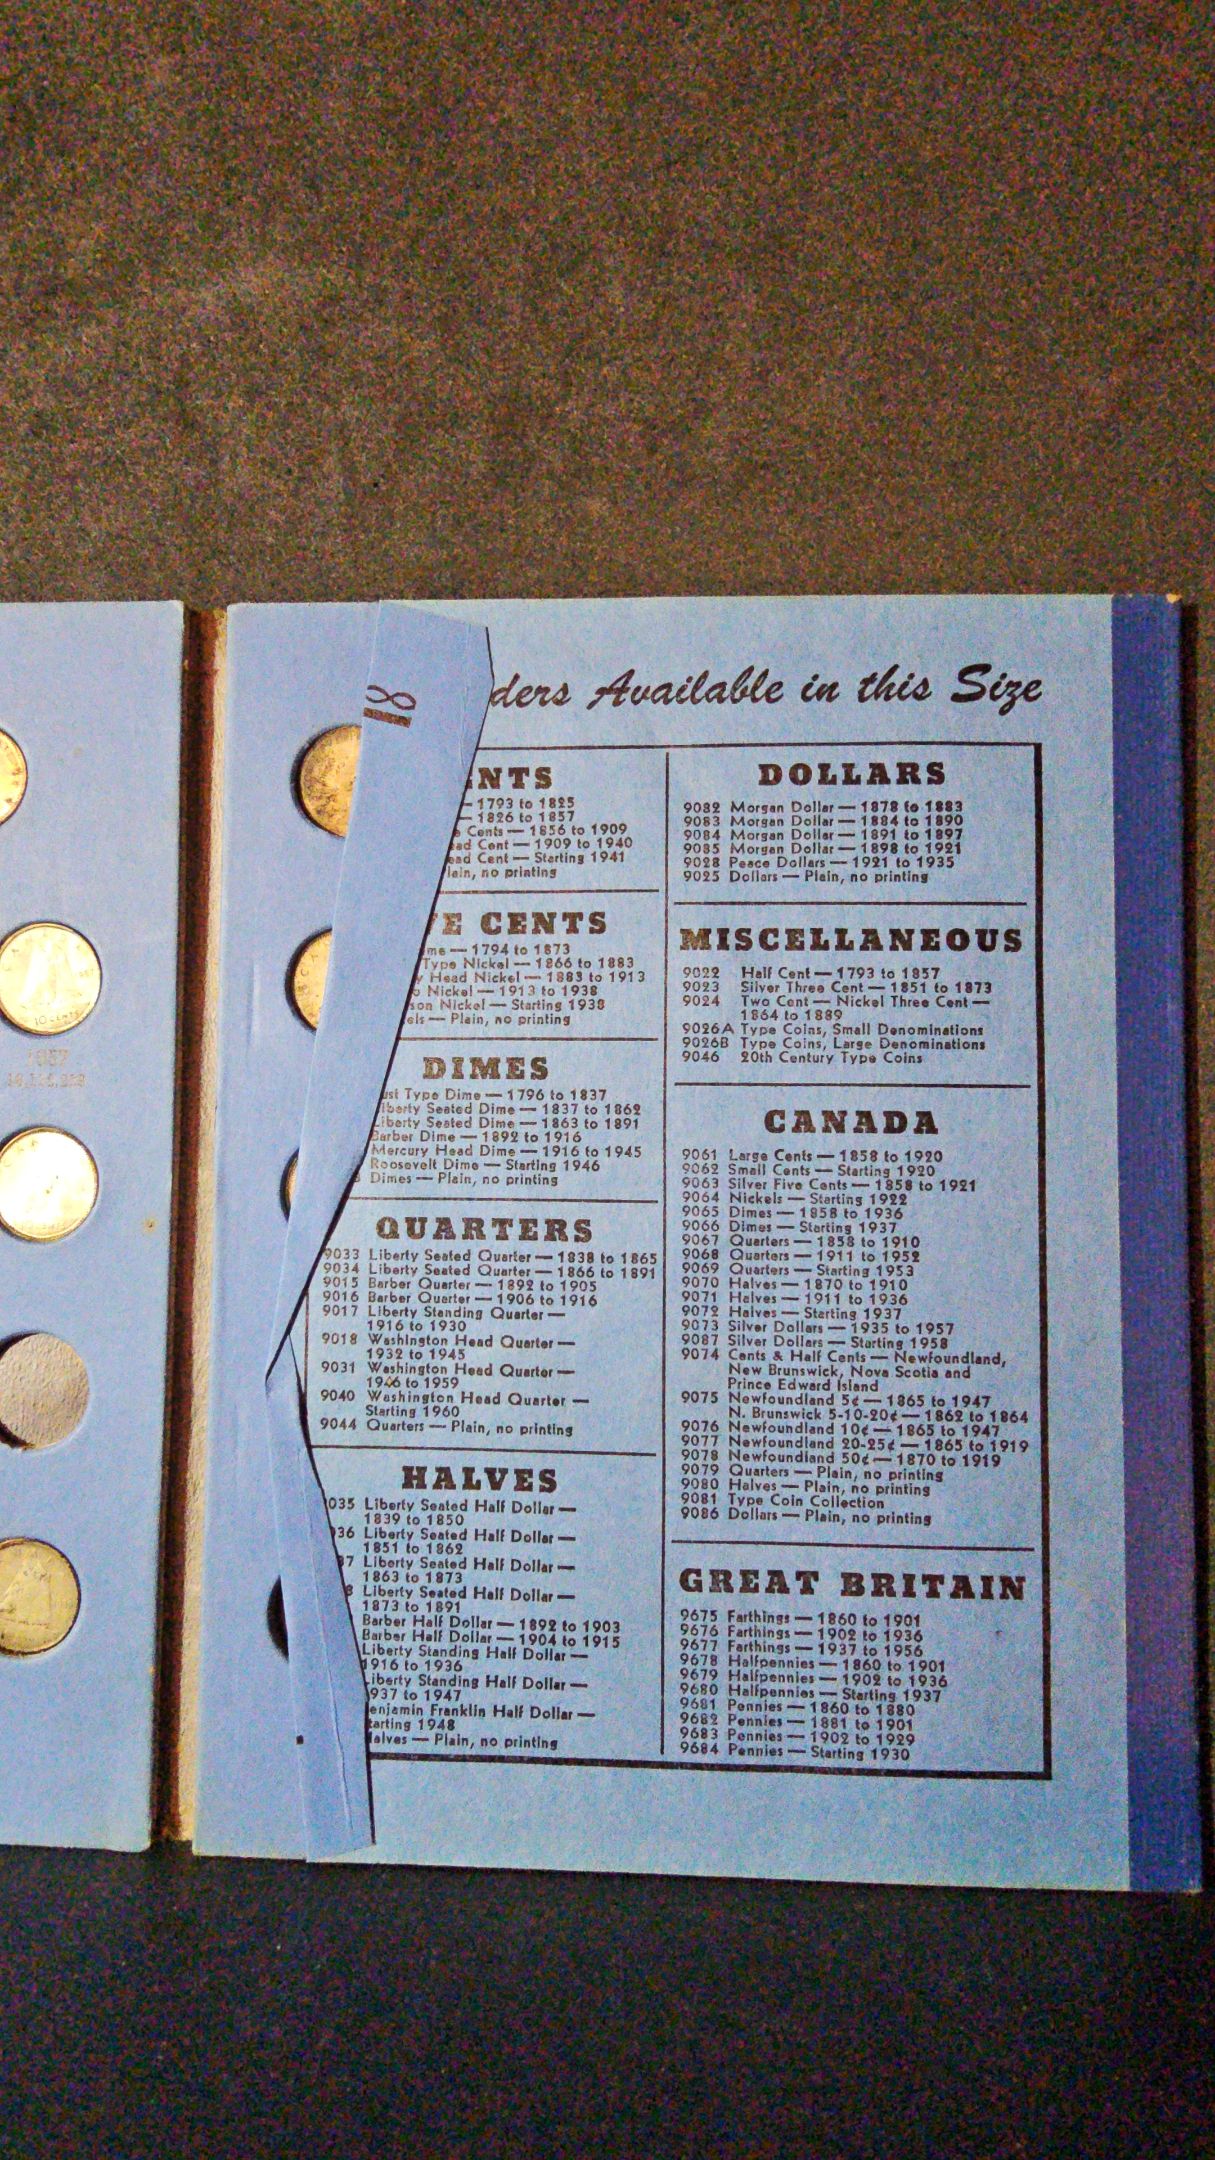 18
ders Available in this Size
NTS
— 1793 to 1825
— 1826 to 1857
Cents — 1856 to 1909
ad Cent — 1909 to 1940
ead Cent — Starting 1941
lain, no printing
VE CENTS
me — 1794 to 1873
Type Nickel — 1866 to 1883
y Head Nickel — 1883 to 1913
o Nickel — 1913 to 1938
son Nickel — Starting 1938
els — Plain, no printing
DIMES
ust Type Dime — 1796 to 1837
iberty Seated Dime — 1837 to 1862
Liberty Seated Dime — 1863 to 1891
Barber Dime — 1892 to 1916
Mercury Head Dime — 1916 to 1945
Roosevelt Dime — Starting 1946
Dimes — Plain, no printing
QUARTERS
9033 Liberty Seated Quarter — 1838 to 1865
9034 Liberty Seated Quarter — 1866 to 1891
9015 Barber Quarter — 1892 to 1905
9016 Barber Quarter — 1906 to 1916
9017 Liberty Standing Quarter —
1916 to 1930
9018 Washington Head Quarter —
1932 to 1945
9031 Washington Head Quarter —
1946 to 1959
9040 Washington Head Quarter —
Starting 1960
9044 Quarters — Plain, no printing
HALVES
035 Liberty Seated Half Dollar —
1839 to 1850
036 Liberty Seated Half Dollar —
1851 to 1862
37 Liberty Seated Half Dollar —
1863 to 1873
8 Liberty Seated Half Dollar —
1873 to 1891
Barber Half Dollar — 1892 to 1903
Barber Half Dollar — 1904 to 1915
Liberty Standing Half Dollar —
1916 to 1936
iberty Standing Half Dollar —
937 to 1947
enjamin Franklin Half Dollar —
tarting 1948
alves — Plain, no printing
DOLLARS
9082 Morgan Dollar — 1878 to 1883
9083 Morgan Dollar — 1884 to 1890
9084 Morgan Dollar — 1891 to 1897
9085 Morgan Dollar — 1898 to 1921
9028 Peace Dollars — 1921 to 1935
9025 Dollars — Plain, no printing
MISCELLANEOUS
9022 Half Cent — 1793 to 1857
9023 Silver Three Cent — 1851 to 1873
9024 Two Cent — Nickel Three Cent —
1864 to 1889
9026A Type Coins, Small Denominations
9026B Type Coins, Large Denominations
9046 20th Century Type Coins
CANADA
9061 Large Cents — 1858 to 1920
9062 Small Cents — Starting 1920
9063 Silver Five Cents — 1858 to 1921
9064 Nickels — Starting 1922
9065 Dimes — 1858 to 1936
9066 Dimes — Starting 1937
9067 Quarters — 1858 to 1910
9068 Quarters — 1911 to 1952
9069 Quarters — Starting 1953
9070 Halves — 1870 to 1910
9071 Halves — 1911 to 1936
9072 Halves — Starting 1937
9073 Silver Dollars — 1935 to 1957
9087 Silver Dollars — Starting 1958
9074 Cents & Half Cents — Newfoundland,
New Brunswick, Nova Scotia and
Prince Edward Island
9075 Newfoundland 5¢ — 1865 to 1947
N. Brunswick 5-10-20¢ — 1862 to 1864
9076 Newfoundland 10¢ — 1865 to 1947
9077 Newfoundland 20-25¢ — 1865 to 1919
9078 Newfoundland 50¢ — 1870 to 1919
9079 Quarters — Plain, no printing
9080 Halves — Plain, no printing
9081 Type Coin Collection
9086 Dollars — Plain, no printing
GREAT BRITAIN
9675 Farthings — 1860 to 1901
9676 Farthings — 1902 to 1936
9677 Farthings — 1937 to 1956
9678 Halfpennies — 1860 to 1901
9679 Halfpennies — 1902 to 1936
9680 Halfpennies — Starting 1937
9681 Pennies — 1860 to 1880
9682 Pennies — 1881 to 1901
9683 Pennies — 1902 to 1929
9684 Pennies — Starting 1930
10 CENTS